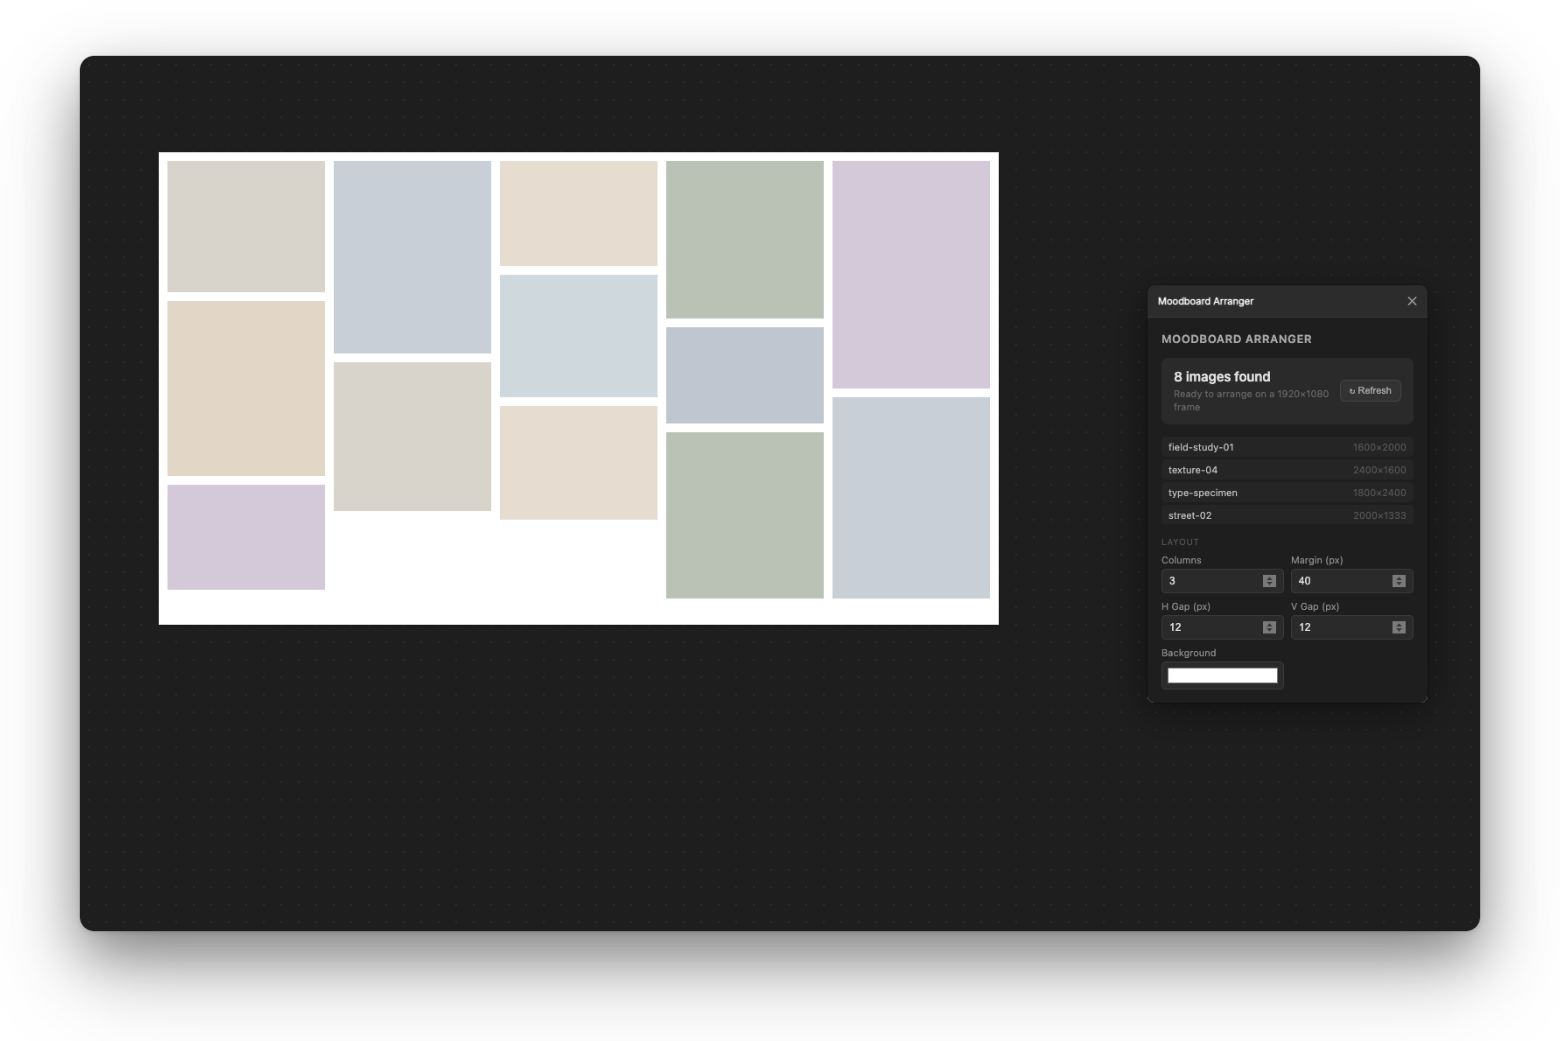 Moodboard Arranger
MOODBOARD ARRANGER
8 images found
Ready to arrange on a 1920×1080
frame
↻ Refresh
field-study-01 1600×2000
texture-04 2400×1600
type-specimen 1800×2400
street-02 2000×1333
LAYOUT
Columns Margin (px)
3 40
H Gap (px) V Gap (px)
12 12
Background